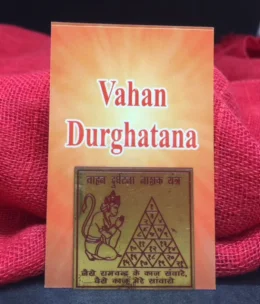 Vahan
Durghatana
वाहन दुर्घटना नाशक यंत्र
जैसे रामचन्द्र के काज संवारे,
वैसे काज मेरे सांवारो